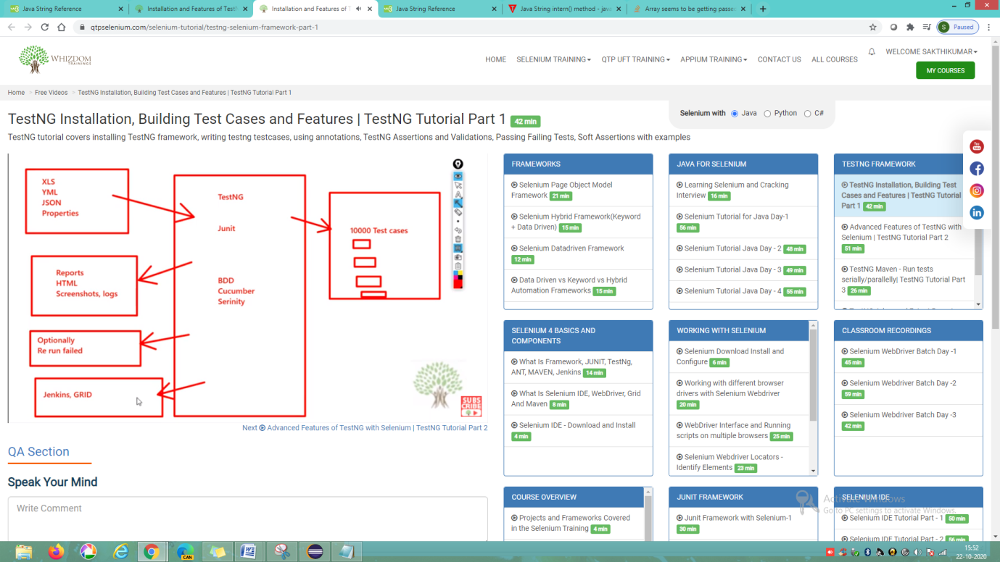 Java String Reference
Installation and Features of TestN
Installation and Features of T
Java String Reference
Java String intern() method - java
Array seems to be getting passed
qtpselenium.com/selenium-tutorial/testng-selenium-framework-part-1
S Paused
WHIZDOM
TRAININGS
HOME SELENIUM TRAINING QTP UFT TRAINING APPIUM TRAINING CONTACT US ALL COURSES
WELCOME SAKTHIKUMAR
MY COURSES
Home Free Videos TestNG Installation, Building Test Cases and Features | TestNG Tutorial Part 1
TestNG Installation, Building Test Cases and Features | TestNG Tutorial Part 1 42 min
Selenium with Java Python C#
TestNG tutorial covers installing TestNG framework, writing testng testcases, using annotations, TestNG Assertions and Validations, Passing Failing Tests, Soft Assertions with examples
XLS
YML
JSON
Properties
Reports
HTML
Screenshots, logs
Optionally
Re run failed
Jenkins, GRID
TestNG
Junit
BDD
Cucumber
Serinity
10000 Test cases
SUBS
CRIBE
Next Advanced Features of TestNG with Selenium | TestNG Tutorial Part 2
QA Section
Speak Your Mind
Write Comment
FRAMEWORKS
Selenium Page Object Model
Framework 21 min
Selenium Hybrid Framework(Keyword
+ Data Driven) 15 min
Selenium Datadriven Framework
12 min
Data Driven vs Keyword vs Hybrid
Automation Frameworks 15 min
JAVA FOR SELENIUM
Learning Selenium and Cracking
Interview 16 min
Selenium Tutorial for Java Day-1
56 min
Selenium Tutorial Java Day - 2 48 min
Selenium Tutorial Java Day - 3 49 min
Selenium Tutorial Java Day - 4 55 min
TESTNG FRAMEWORK
TestNG Installation, Building Test
Cases and Features | TestNG Tutorial
Part 1 42 min
Advanced Features of TestNG with
Selenium | TestNG Tutorial Part 2
51 min
TestNG Maven - Run tests
serially/parallelly| TestNG Tutorial Part
3 26 min
You
Tube
SELENIUM 4 BASICS AND
COMPONENTS
What Is Framework, JUNIT, TestNg,
ANT, MAVEN, Jenkins 14 min
What Is Selenium IDE, WebDriver, Grid
And Maven 8 min
Selenium IDE - Download and Install
4 min
WORKING WITH SELENIUM
Selenium Download Install and
Configure 6 min
Working with different browser
drivers with Selenium Webdriver
20 min
WebDriver Interface and Running
scripts on multiple browsers 25 min
Selenium Webdriver Locators -
Identify Elements 23 min
CLASSROOM RECORDINGS
Selenium WebDriver Batch Day -1
45 min
Selenium Webdriver Batch Day -2
59 min
Selenium Webdriver Batch Day -3
42 min
COURSE OVERVIEW
Projects and Frameworks Covered
in the Selenium Training 4 min
JUNIT FRAMEWORK
Junit Framework with Selenium-1
30 min
SELENIUM IDE
Selenium IDE Tutorial Part - 1 50 min
Selenium IDE Tutorial Part - 2 56 min
Activate Windows
Go to PC settings to activate Windows.
CAN
15:52
22-10-2020